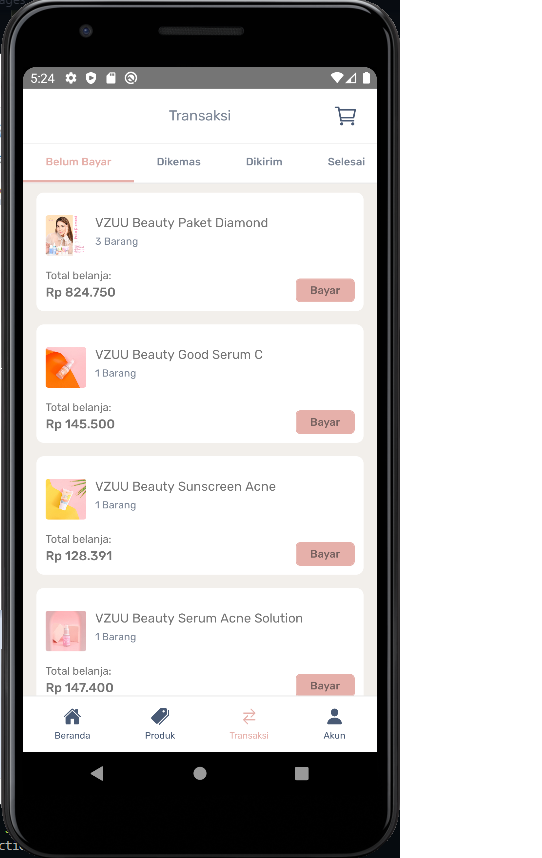 5:24
Transaksi
Belum Bayar Dikemas Dikirim Selesai
VZUU Beauty Paket Diamond
3 Barang
Total belanja:
Rp 824.750
Bayar
VZUU Beauty Good Serum C
1 Barang
Total belanja:
Rp 145.500
Bayar
VZUU Beauty Sunscreen Acne
1 Barang
Total belanja:
Rp 128.391
Bayar
VZUU Beauty Serum Acne Solution
1 Barang
Total belanja:
Rp 147.400
Bayar
Beranda Produk Transaksi Akun